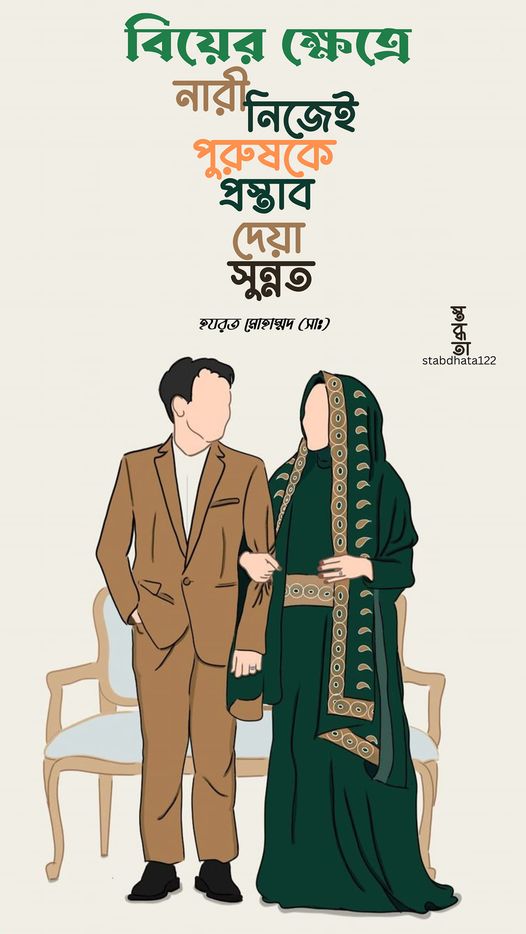 বিয়ের ক্ষেত্রে
নারী
নিজেই
পুরুষকে
প্রস্তাব
দেয়া
সুন্নত
হযরত মোহাম্মদ (সাঃ)
স্তব্ধতা
stabdhata122